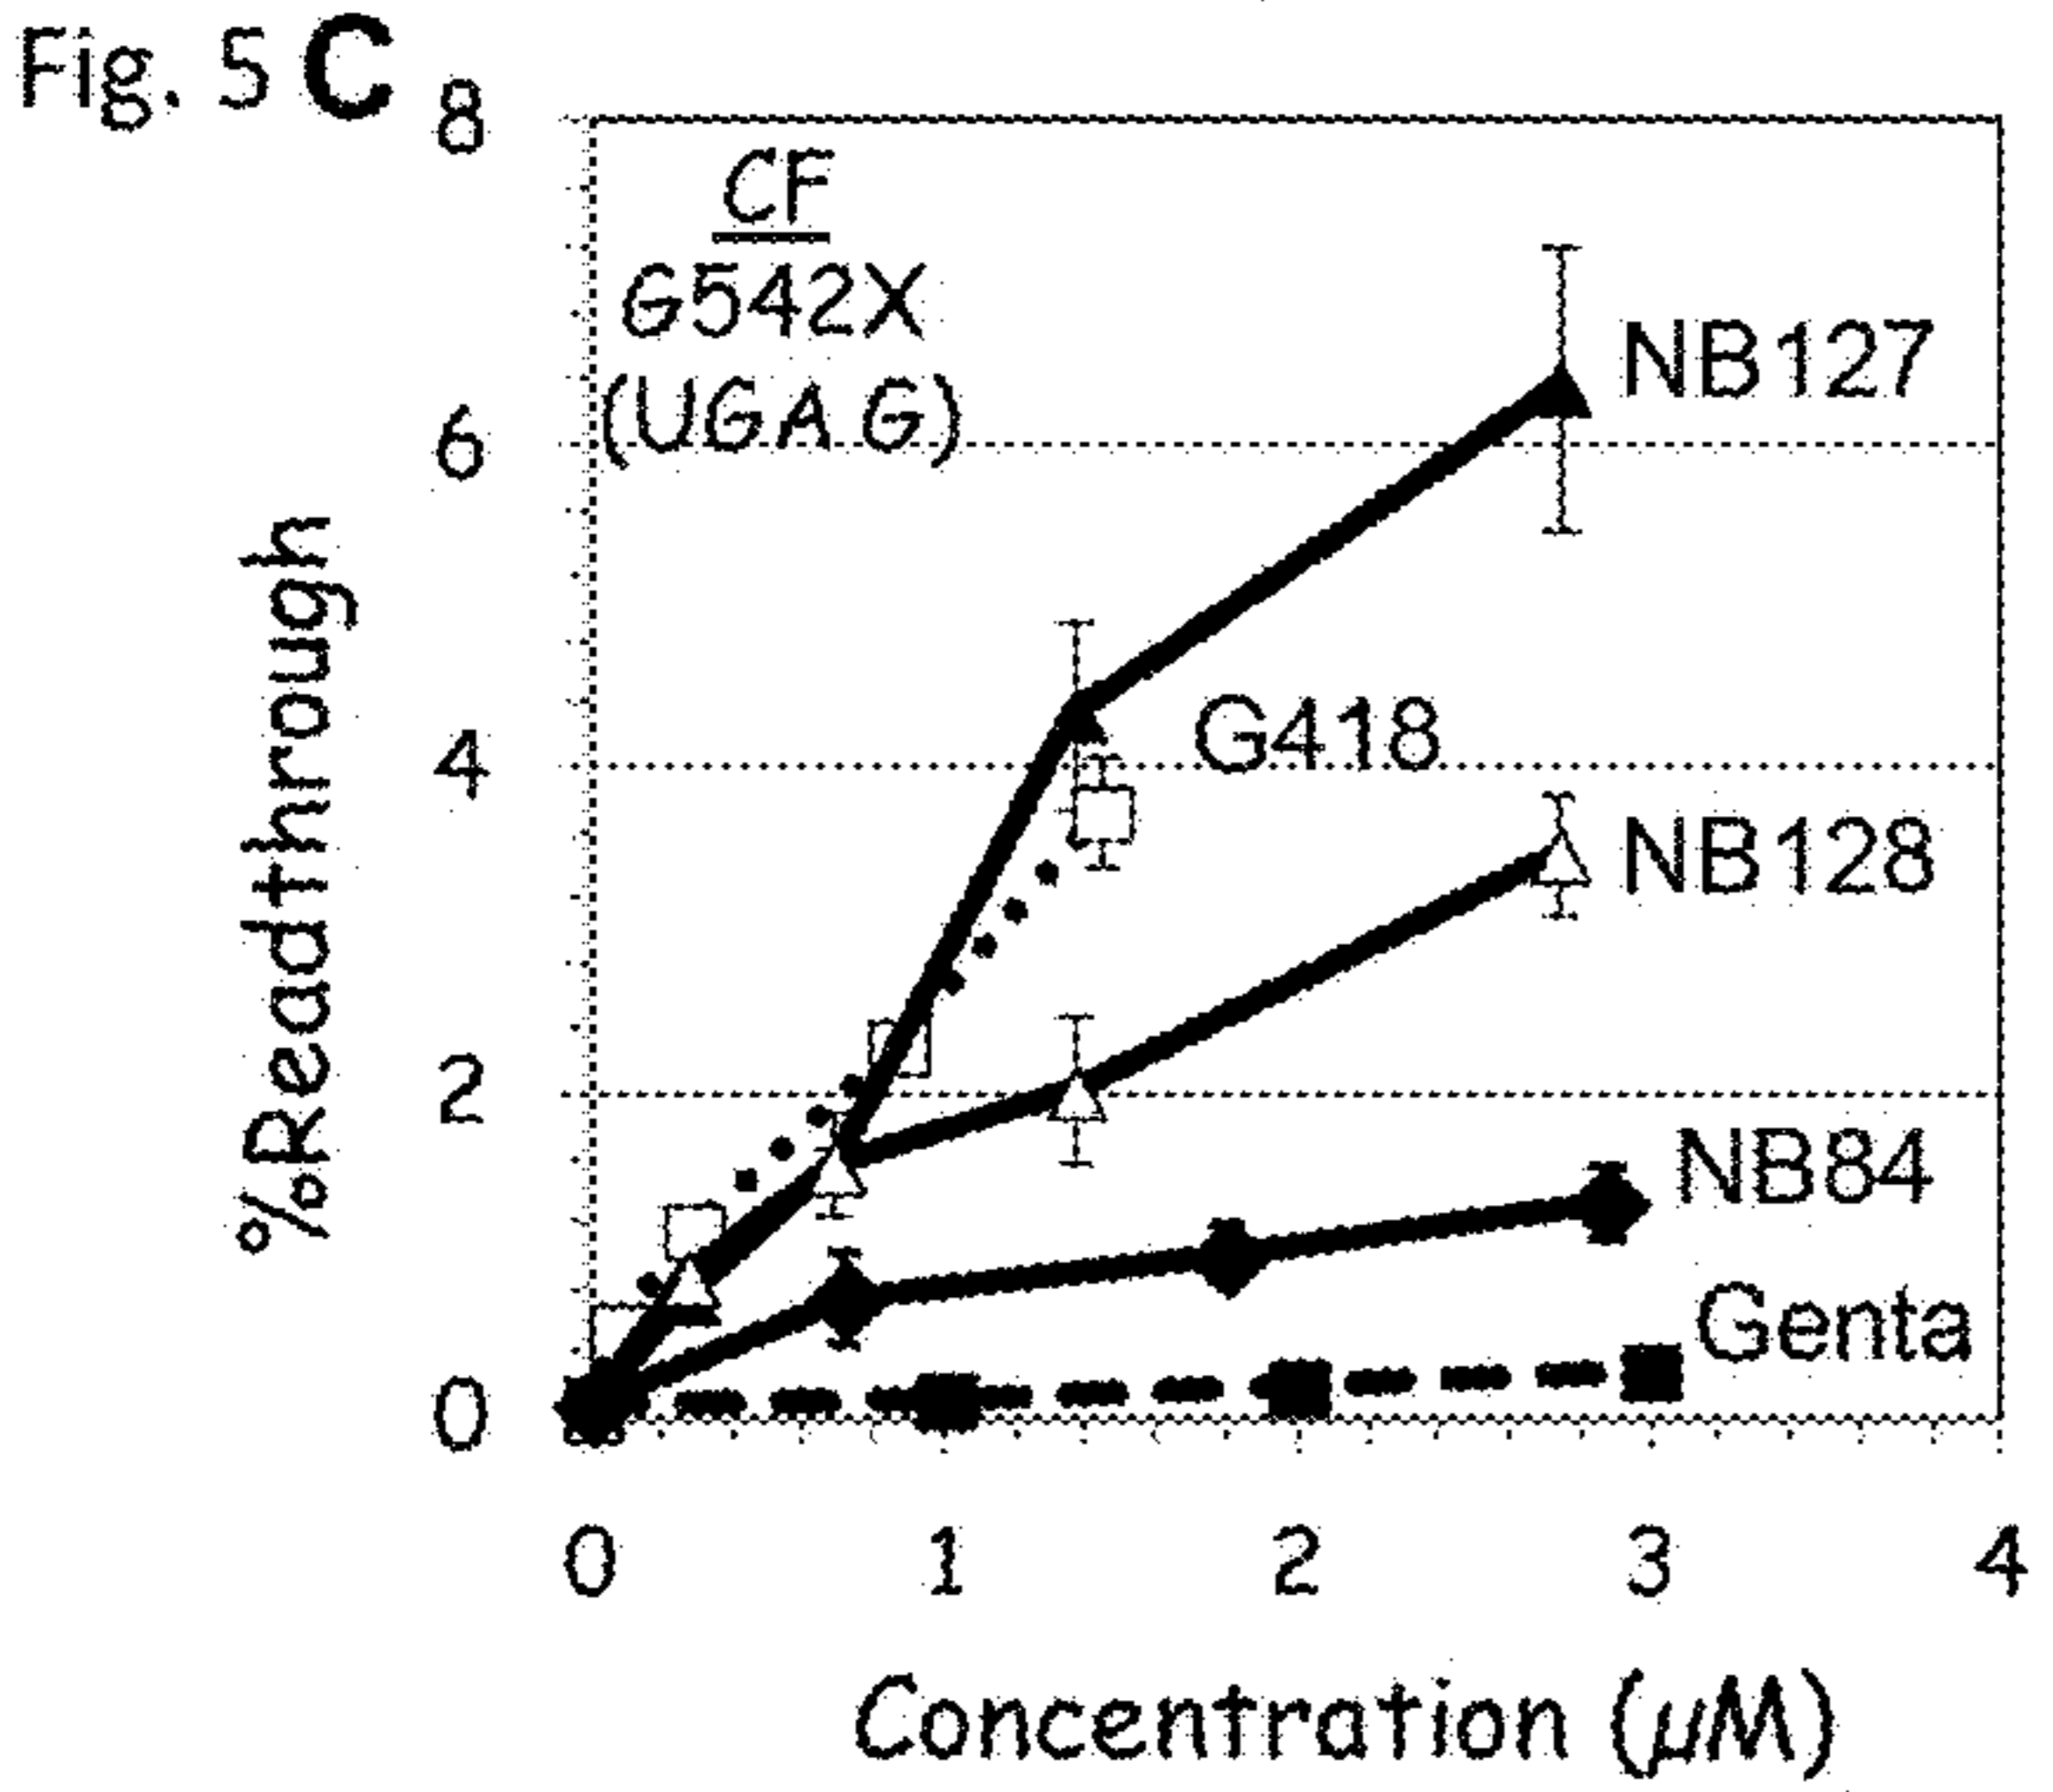 Fig. 5 C
8
CF
G542X
(UGA G)
NB127
6
G418
4
NB128
2
NB84
Genta
0
%Readthrough
0 1 2 3 4
Concentration (μM)